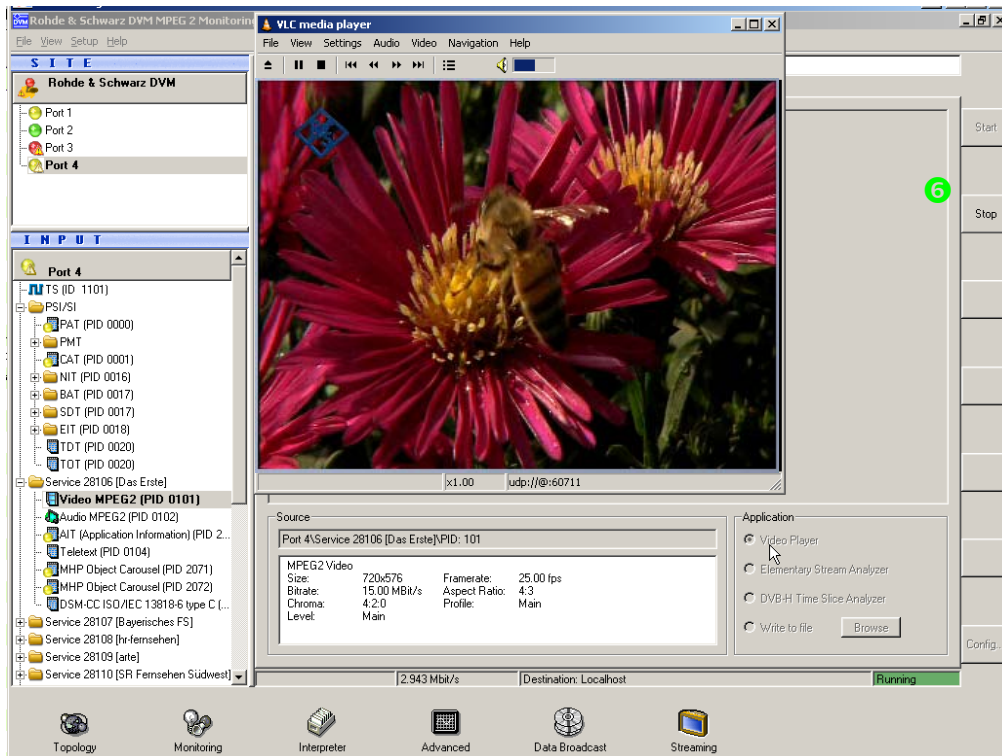 Rohde & Schwarz DVM MPEG 2 Monitorin
VLC media player
File View Setup Help
File View Settings Audio Video Navigation Help
SITE
Rohde & Schwarz DVM
Port 1
Port 2
Port 3
Port 4
Start
6
Stop
INPUT
Port 4
TS (ID 1101)
PSI/SI
PAT (PID 0000)
PMT
CAT (PID 0001)
NIT (PID 0016)
BAT (PID 0017)
SDT (PID 0017)
EIT (PID 0018)
TDT (PID 0020)
TOT (PID 0020)
Service 28106 [Das Erste]
x1.00 udp://@:60711
Video MPEG2 (PID 0101)
Audio MPEG2 (PID 0102)
AIT (Application Information) (PID 2...
Teletext (PID 0104)
MHP Object Carousel (PID 2071)
MHP Object Carousel (PID 2072)
DSM-CC ISO/IEC 13818-6 type C (...
Service 28107 [Bayerisches FS]
Service 28108 [hr-fernsehen]
Service 28109 [arte]
Service 28110 [SR Fernsehen Südwest]
Source
Port 4\Service 28106 [Das Erste]\PID: 101
MPEG2 Video
Size: 720x576 Framerate: 25.00 fps
Bitrate: 15.00 MBit/s Aspect Ratio: 4:3
Chroma: 4:2:0 Profile: Main
Level: Main
Application
Video Player
Elementary Stream Analyzer
DVB-H Time Slice Analyzer
Write to file Browse
Config...
2.943 Mbit/s Destination: Localhost Running
Topology Monitoring Interpreter Advanced Data Broadcast Streaming